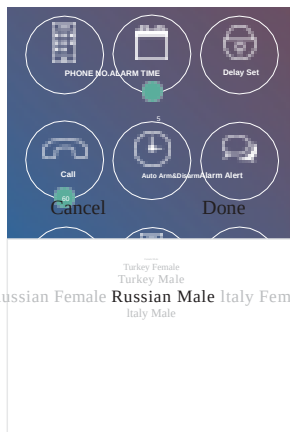 PHONE NO.ALARM TIME
Delay Set
5
Call
Auto Arm&Disarm
Alarm Alert
60
Cancel
Done
Turkey Female
Turkey Male
ussian Female Russian Male Italy Fem
Italy Male